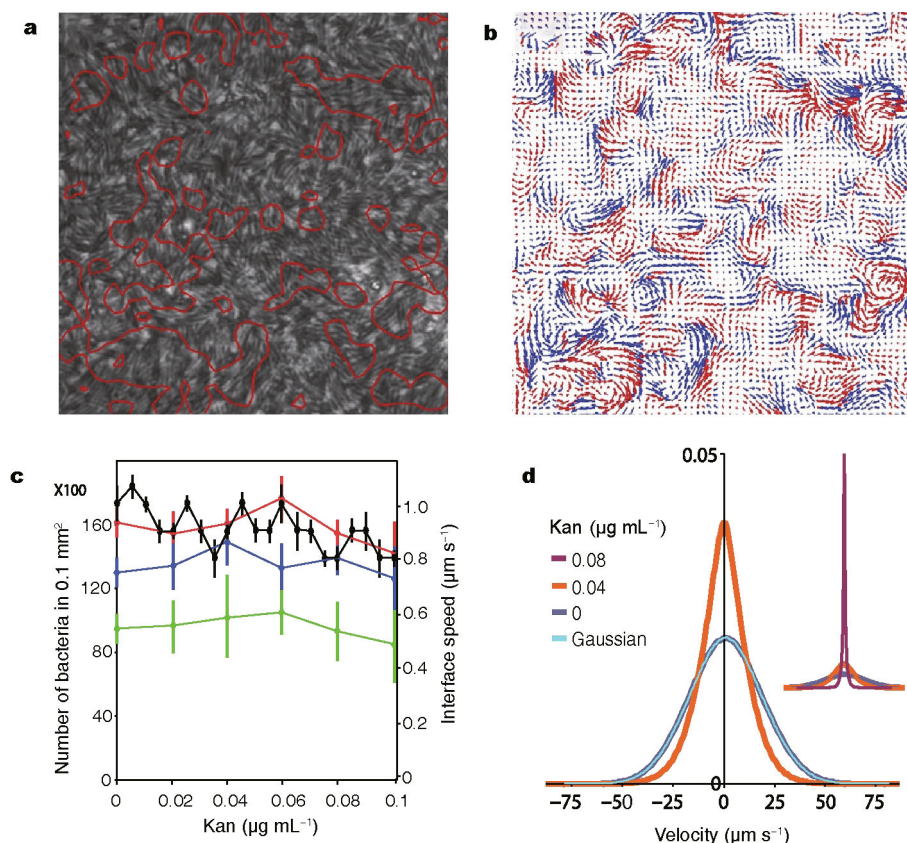 a
b
c
X100
160
120
80
40
0
Number of bacteria in 0.1 mm²
1.0
0.8
0.6
0.4
0.2
0
Interface speed (µm s⁻¹)
0 0.02 0.04 0.06 0.08 0.1
Kan (µg mL⁻¹)
d
0.05
Kan (µg mL⁻¹)
0.08
0.04
0
Gaussian
0
−75 −50 −25 0 25 50 75
Velocity (µm s⁻¹)